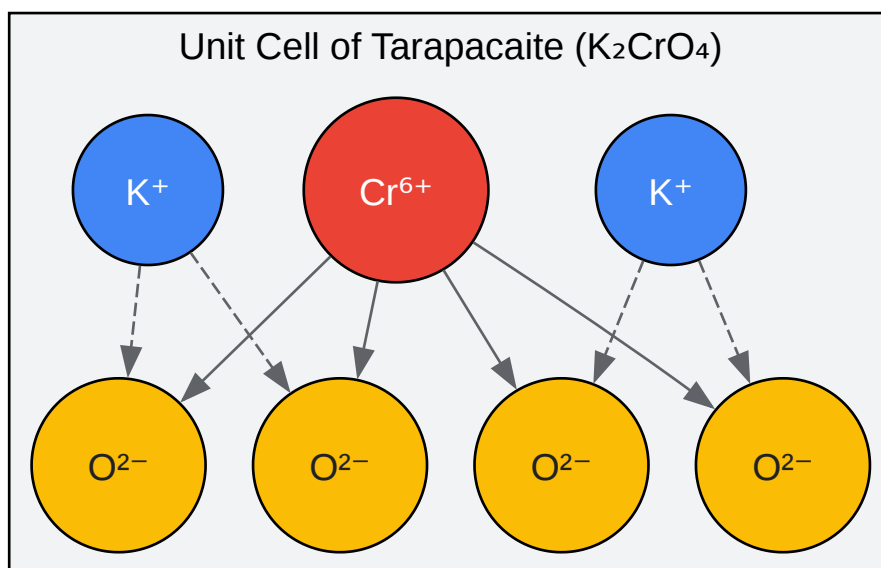 Unit Cell of Tarapacaite (K₂CrO₄)
K⁺
Cr⁶⁺
K⁺
O²⁻
O²⁻
O²⁻
O²⁻